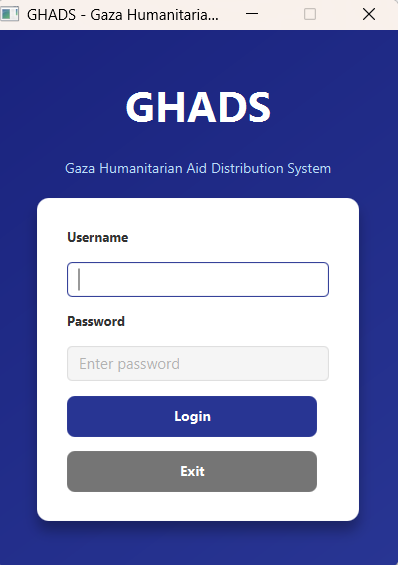 GHADS - Gaza Humanitaria...
GHADS
Gaza Humanitarian Aid Distribution System
Username
Password
Enter password
Login
Exit